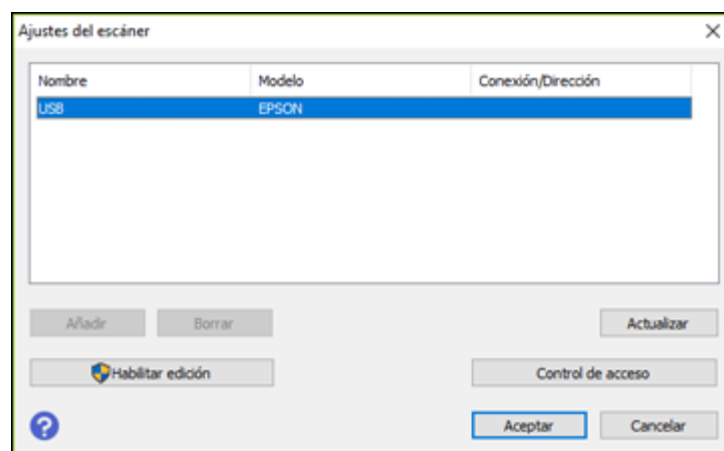 Ajustes del escáner
Nombre Modelo Conexión/Dirección
USB EPSON
Añadir Borrar Actualizar
Habilitar edición Control de acceso
? Aceptar Cancelar